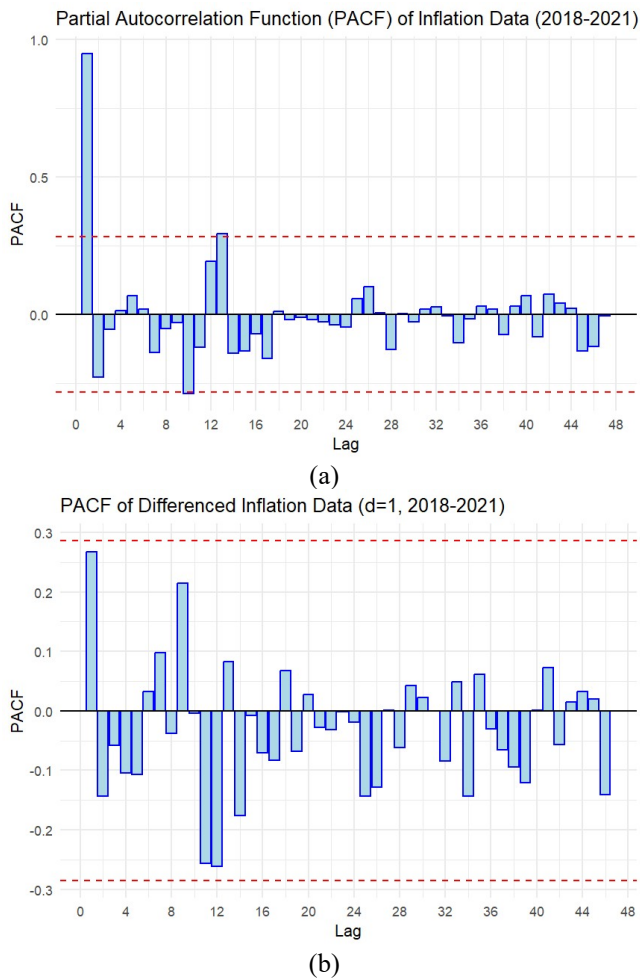 Partial Autocorrelation Function (PACF) of Inflation Data (2018-2021)
1.0
0.5
0.0
PACF
0 4 8 12 16 20 24 28 32 36 40 44 48
Lag
(a)
PACF of Differenced Inflation Data (d=1, 2018-2021)
0.3
0.2
0.1
0.0
-0.1
-0.2
-0.3
PACF
0 4 8 12 16 20 24 28 32 36 40 44 48
Lag
(b)